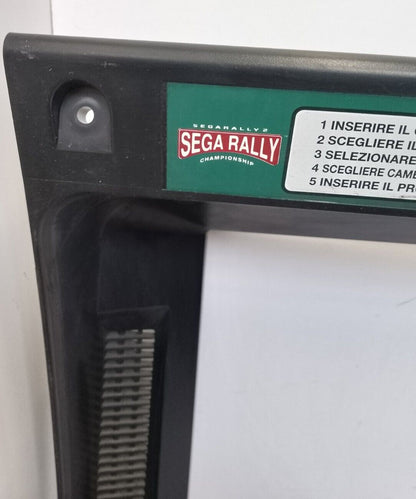 SEGARALLY 2
SEGA RALLY
CHAMPIONSHIP
1 INSERIRE IL
2 SCEGLIERE IL
3 SELEZIONARE
4 SCEGLIERE CAMB
5 INSERIRE IL PR